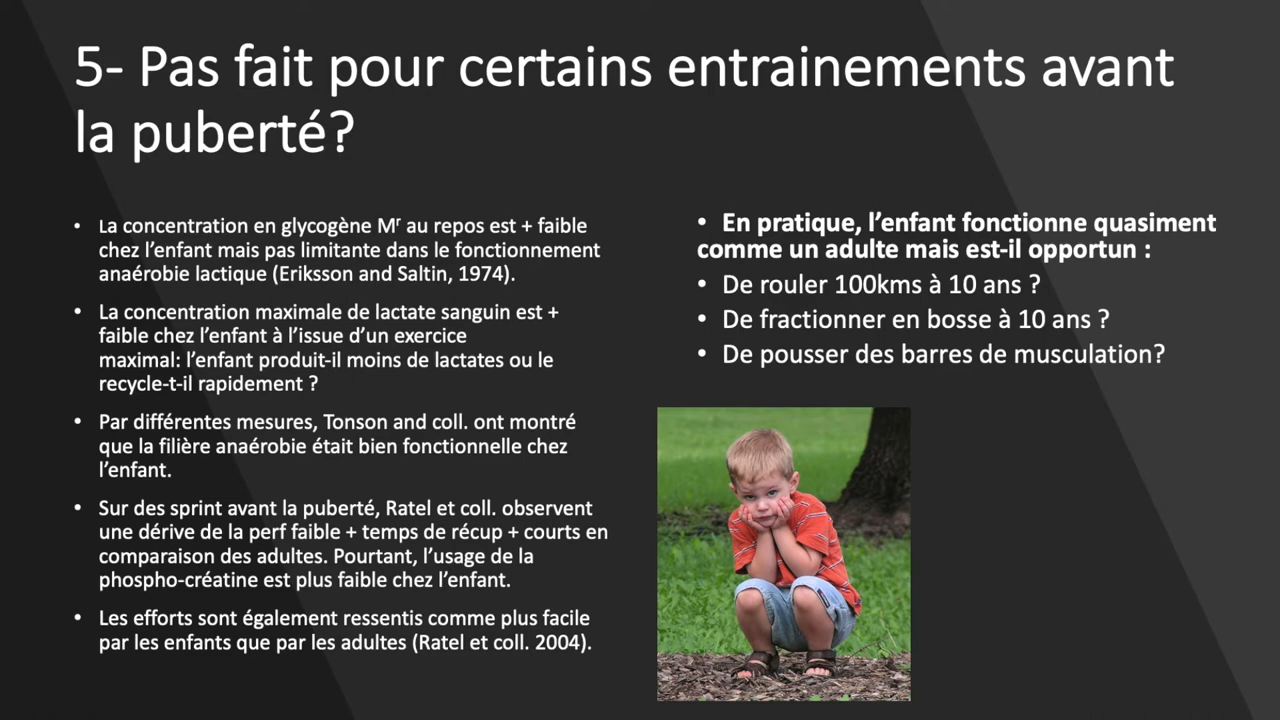 5- Pas fait pour certains entrainements avant
la puberté?
• La concentration en glycogène Mʳ au repos est + faible
chez l’enfant mais pas limitante dans le fonctionnement
anaérobie lactique (Eriksson and Saltin, 1974).
• La concentration maximale de lactate sanguin est +
faible chez l’enfant à l’issue d’un exercice
maximal: l’enfant produit-il moins de lactates ou le
recycle-t-il rapidement ?
• Par différentes mesures, Tonson and coll. ont montré
que la filière anaérobie était bien fonctionnelle chez
l’enfant.
• Sur des sprint avant la puberté, Ratel et coll. observent
une dérive de la perf faible + temps de récup + courts en
comparaison des adultes. Pourtant, l’usage de la
phospho-créatine est plus faible chez l’enfant.
• Les efforts sont également ressentis comme plus facile
par les enfants que par les adultes (Ratel et coll. 2004).
• En pratique, l’enfant fonctionne quasiment
comme un adulte mais est-il opportun :
• De rouler 100kms à 10 ans ?
• De fractionner en bosse à 10 ans ?
• De pousser des barres de musculation?